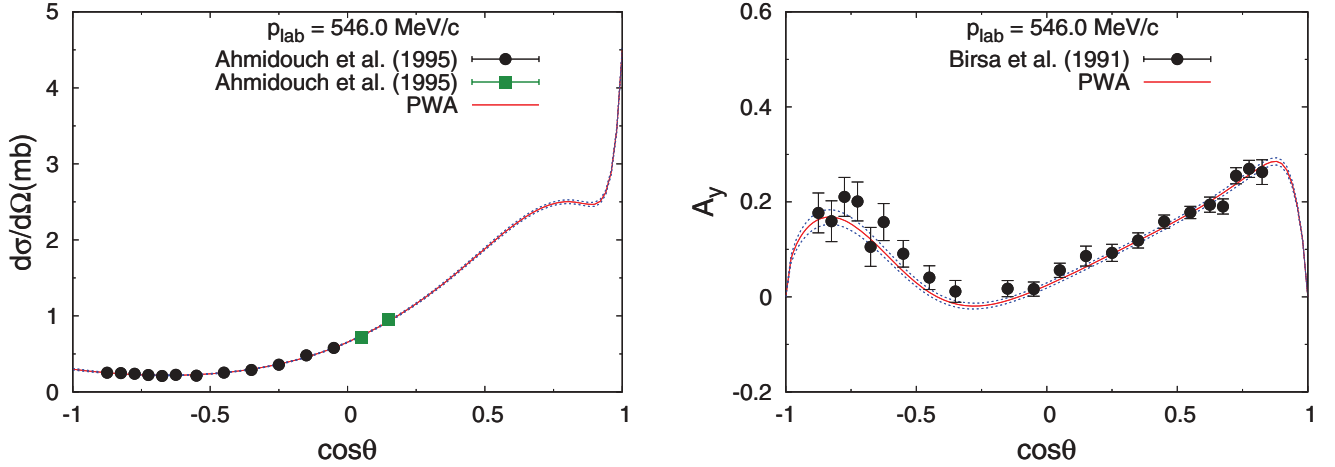 p_lab = 546.0 MeV/c
Ahmidouch et al. (1995)
Ahmidouch et al. (1995)
PWA
5
4
3
2
1
0
dσ/dΩ(mb)
-1
-0.5
0
0.5
1
cosθ
p_lab = 546.0 MeV/c
Birsa et al. (1991)
PWA
0.6
0.4
0.2
0
-0.2
A_y
-1
-0.5
0
0.5
1
cosθ